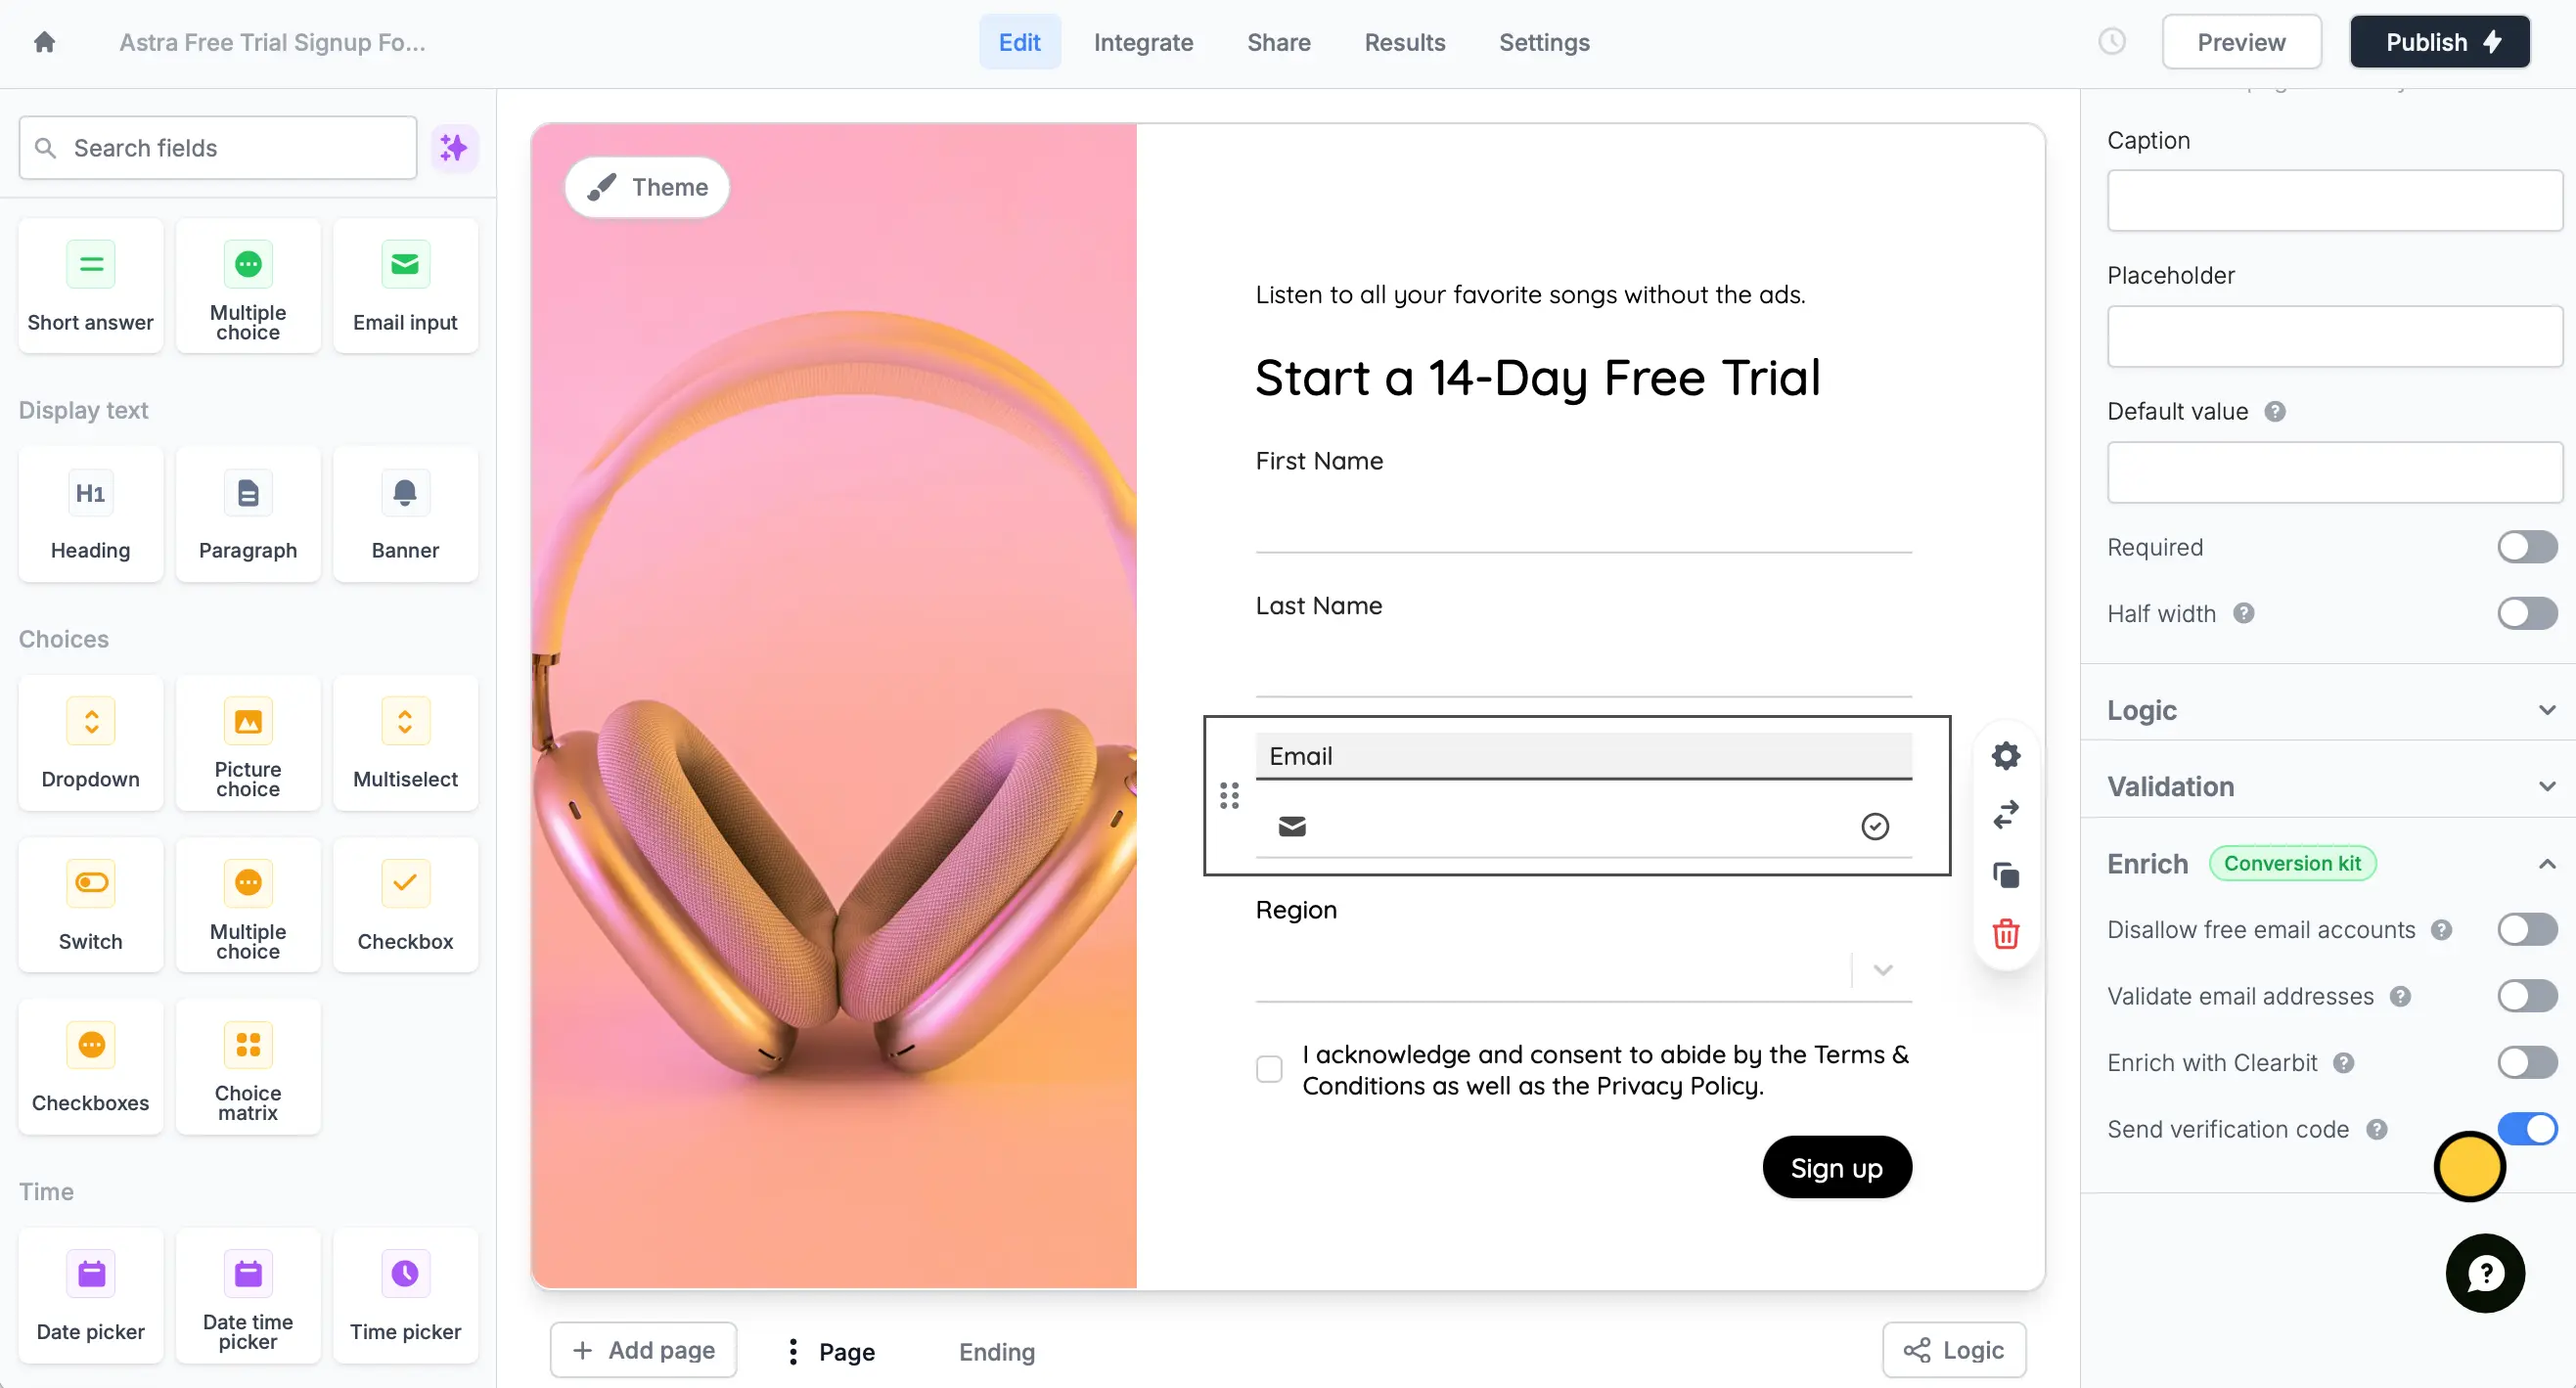 Astra Free Trial Signup Fo...
Edit
Integrate
Share
Results
Settings
Preview
Publish
Search fields
Short answer
Multiple
choice
Email input
Display text
H1
Heading
Paragraph
Banner
Choices
Dropdown
Picture
choice
Multiselect
Switch
Multiple
choice
Checkbox
Checkboxes
Choice
matrix
Time
Date picker
Date time
picker
Time picker
Theme
Listen to all your favorite songs without the ads.
Start a 14-Day Free Trial
First Name
Last Name
Email
Region
I acknowledge and consent to abide by the Terms &
Conditions as well as the Privacy Policy.
Sign up
Add page
Page
Ending
Logic
Caption
Placeholder
Default value ?
Required
Half width ?
Logic
Validation
Enrich
Conversion kit
Disallow free email accounts ?
Validate email addresses ?
Enrich with Clearbit ?
Send verification code ?
?